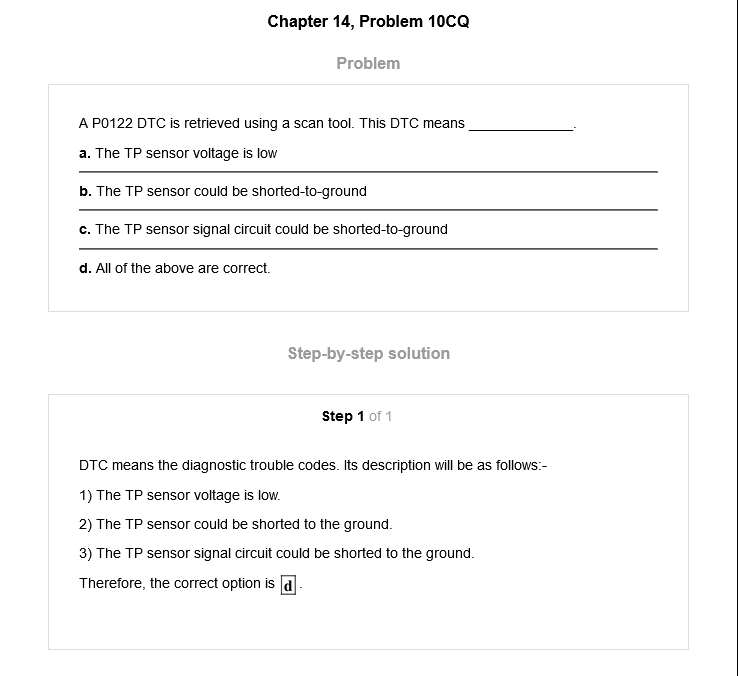 Chapter 14, Problem 10CQ
Problem
A P0122 DTC is retrieved using a scan tool. This DTC means _____________.
a. The TP sensor voltage is low
b. The TP sensor could be shorted-to-ground
c. The TP sensor signal circuit could be shorted-to-ground
d. All of the above are correct.
Step-by-step solution
Step 1 of 1
DTC means the diagnostic trouble codes. Its description will be as follows:-
1) The TP sensor voltage is low.
2) The TP sensor could be shorted to the ground.
3) The TP sensor signal circuit could be shorted to the ground.
Therefore, the correct option is d .